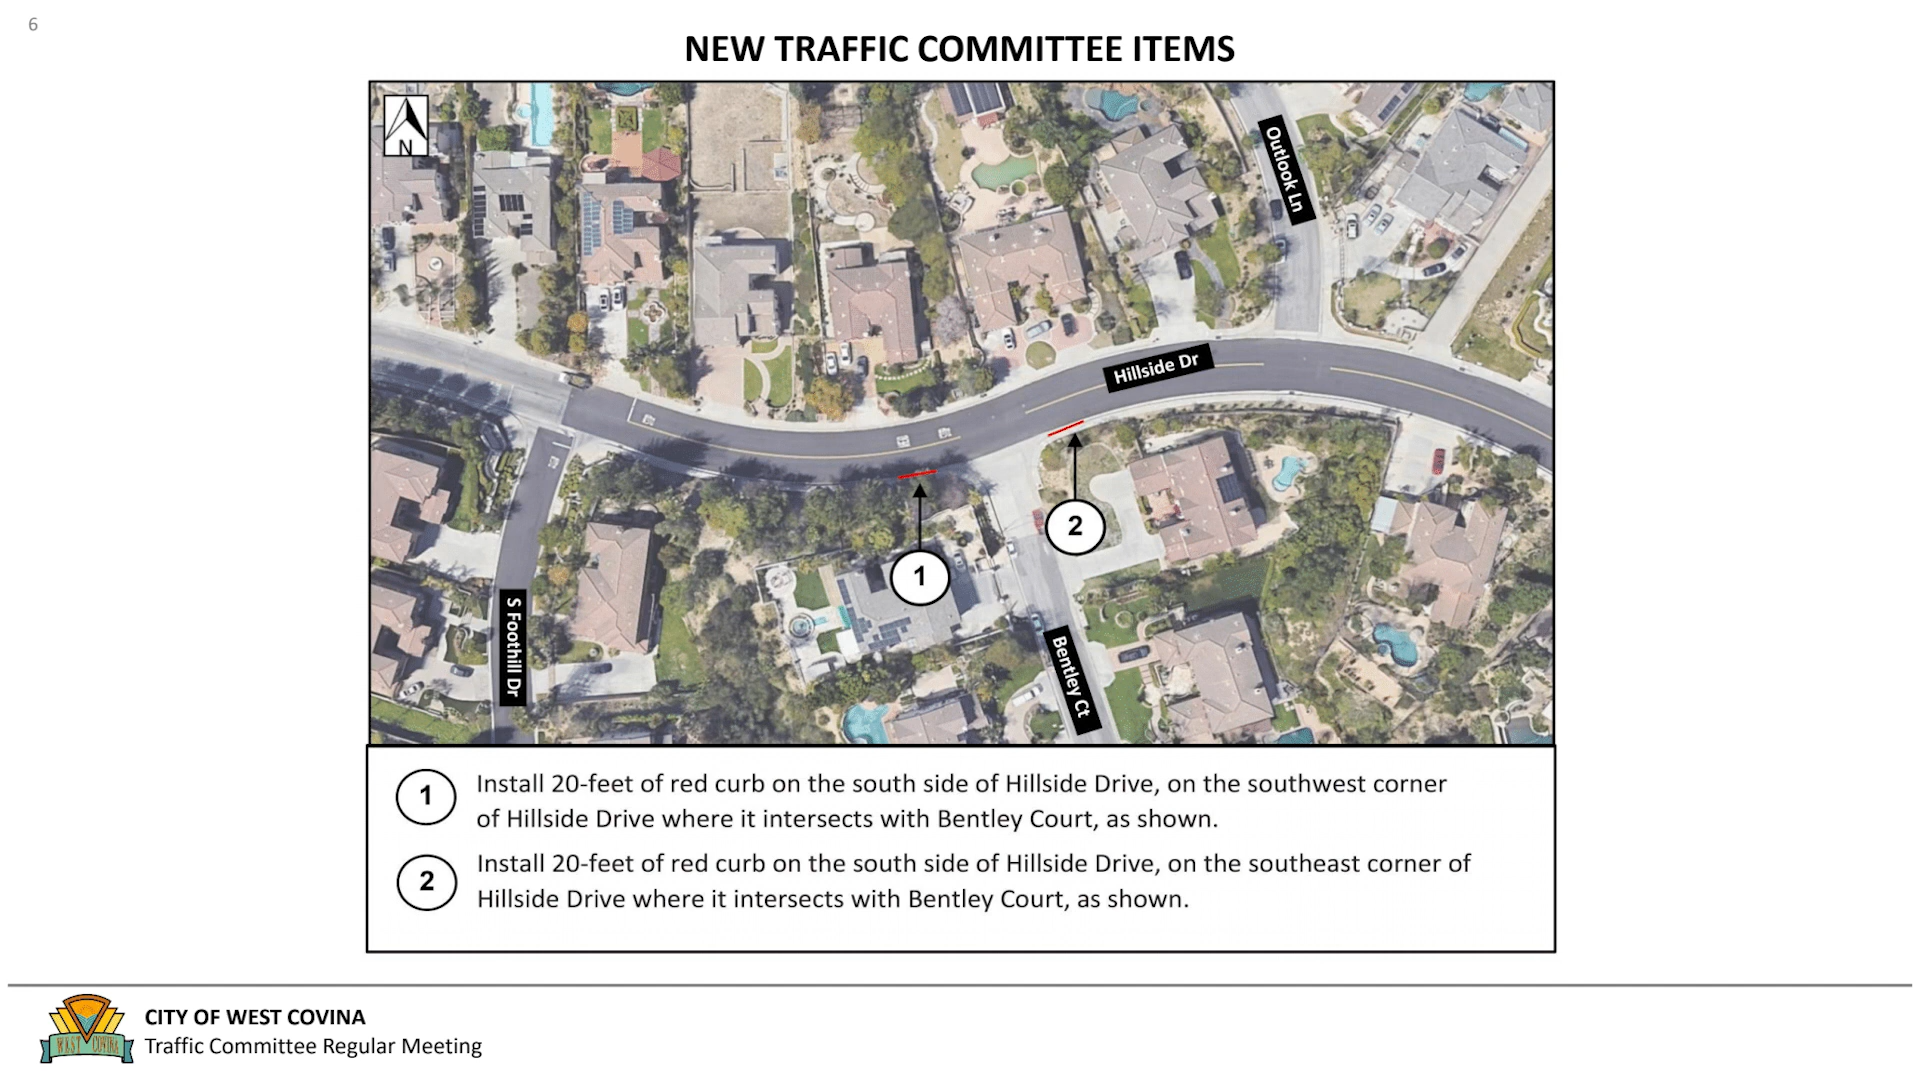 6
NEW TRAFFIC COMMITTEE ITEMS
N
Outlook Ln
Hillside Dr
2
1
S Foothill Dr
Bentley Ct
1 Install 20-feet of red curb on the south side of Hillside Drive, on the southwest corner
of Hillside Drive where it intersects with Bentley Court, as shown.
2 Install 20-feet of red curb on the south side of Hillside Drive, on the southeast corner of
Hillside Drive where it intersects with Bentley Court, as shown.
WEST COVINA
CITY OF WEST COVINA
Traffic Committee Regular Meeting